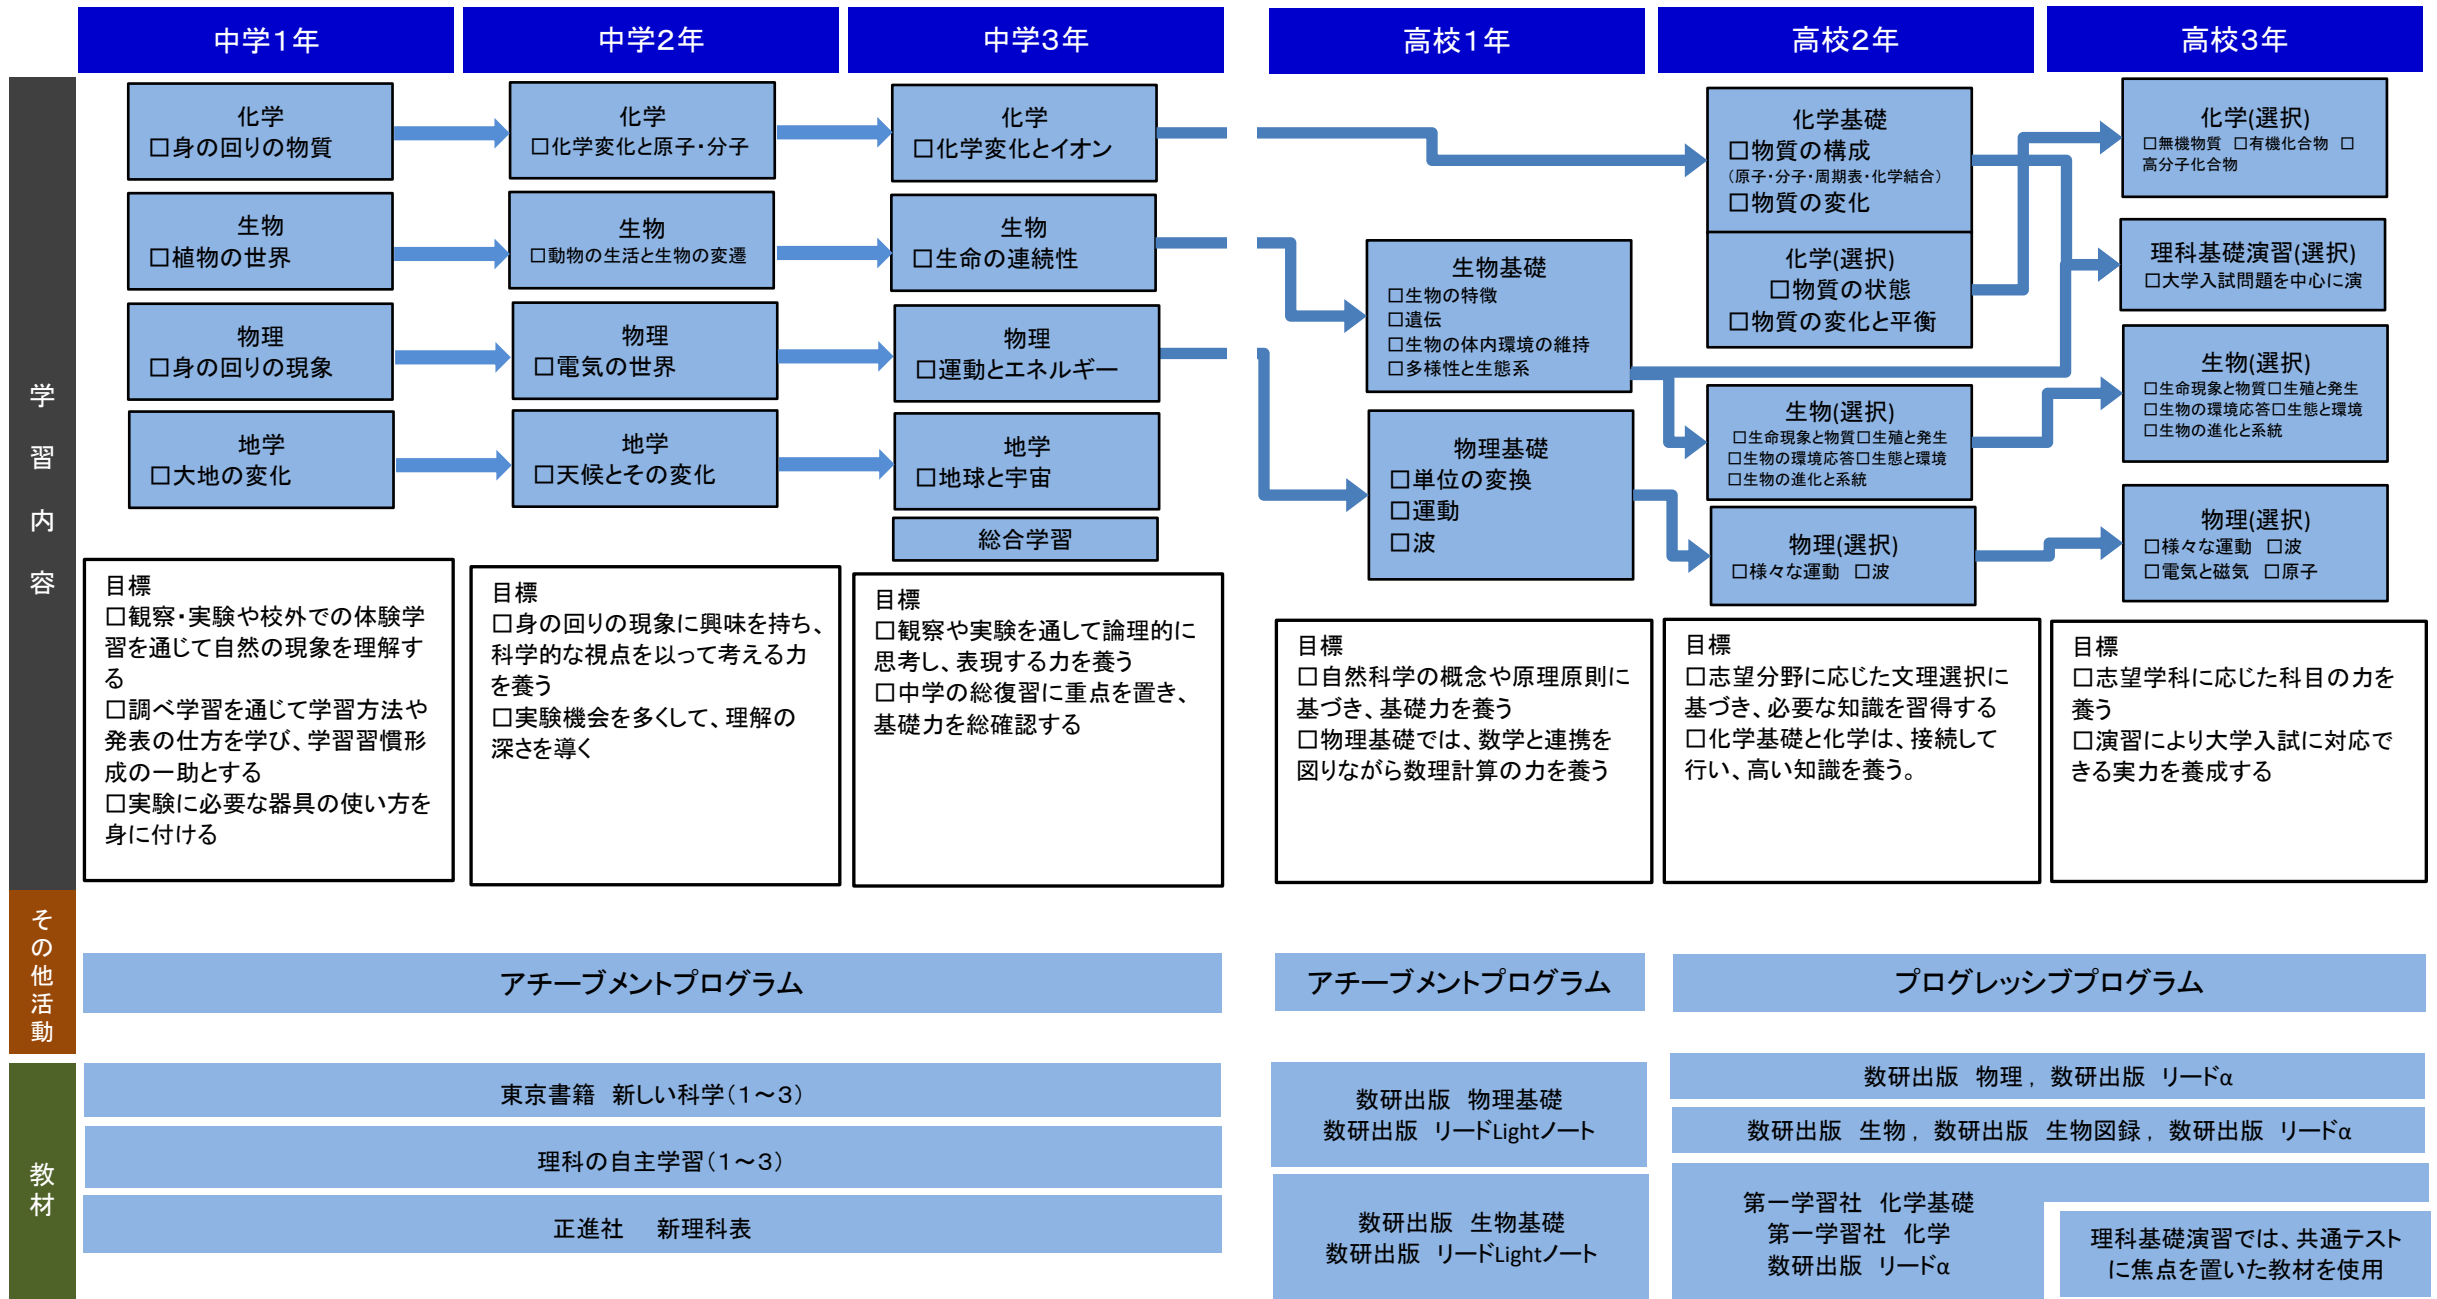 中学１年
中学２年
中学３年
高校１年
高校２年
高校３年
学習内容
化学
□身の回りの物質
生物
□植物の世界
物理
□身の回りの現象
地学
□大地の変化
目標
□観察・実験や校外での体験学
習を通じて自然の現象を理解す
る
□調べ学習を通じて学習方法や
発表の仕方を学び、学習習慣形
成の一助とする
□実験に必要な器具の使い方を
身に付ける
化学
□化学変化と原子・分子
生物
□動物の生活と生物の変遷
物理
□電気の世界
地学
□天候とその変化
目標
□身の回りの現象に興味を持ち、
科学的な視点を以って考える力
を養う
□実験機会を多くして、理解の
深さを導く
化学
□化学変化とイオン
生物
□生命の連続性
物理
□運動とエネルギー
地学
□地球と宇宙
総合学習
目標
□観察や実験を通して論理的に
思考し、表現する力を養う
□中学の総復習に重点を置き、
基礎力を総確認する
生物基礎
□生物の特徴
□遺伝
□生物の体内環境の維持
□多様性と生態系
物理基礎
□単位の変換
□運動
□波
目標
□自然科学の概念や原理原則に
基づき、基礎力を養う
□物理基礎では、数学と連携を
図りながら数理計算の力を養う
化学基礎
□物質の構成
（原子・分子・周期表・化学結合）
□物質の変化
化学(選択)
□物質の状態
□物質の変化と平衡
生物(選択)
□生命現象と物質□生殖と発生
□生物の環境応答□生態と環境
□生物の進化と系統
物理(選択)
□様々な運動　□波
目標
□志望分野に応じた文理選択に
基づき、必要な知識を習得する
□化学基礎と化学は、接続して
行い、高い知識を養う。
化学(選択)
□無機物質　□有機化合物　□
高分子化合物
理科基礎演習(選択)
□大学入試問題を中心に演
生物(選択)
□生命現象と物質□生殖と発生
□生物の環境応答□生態と環境
□生物の進化と系統
物理(選択)
□様々な運動　□波
□電気と磁気　□原子
目標
□志望学科に応じた科目の力を
養う
□演習により大学入試に対応で
きる実力を養成する
その他活動
アチーブメントプログラム
アチーブメントプログラム
プログレッシブプログラム
教材
東京書籍　新しい科学（１～３）
理科の自主学習（１～３）
正進社　新理科表
数研出版　物理基礎
数研出版　リードLightノート
数研出版　生物基礎
数研出版　リードLightノート
数研出版　物理，数研出版　リードα
数研出版　生物，数研出版　生物図録，数研出版　リードα
第一学習社　化学基礎
第一学習社　化学
数研出版　リードα
理科基礎演習では、共通テスト
に焦点を置いた教材を使用